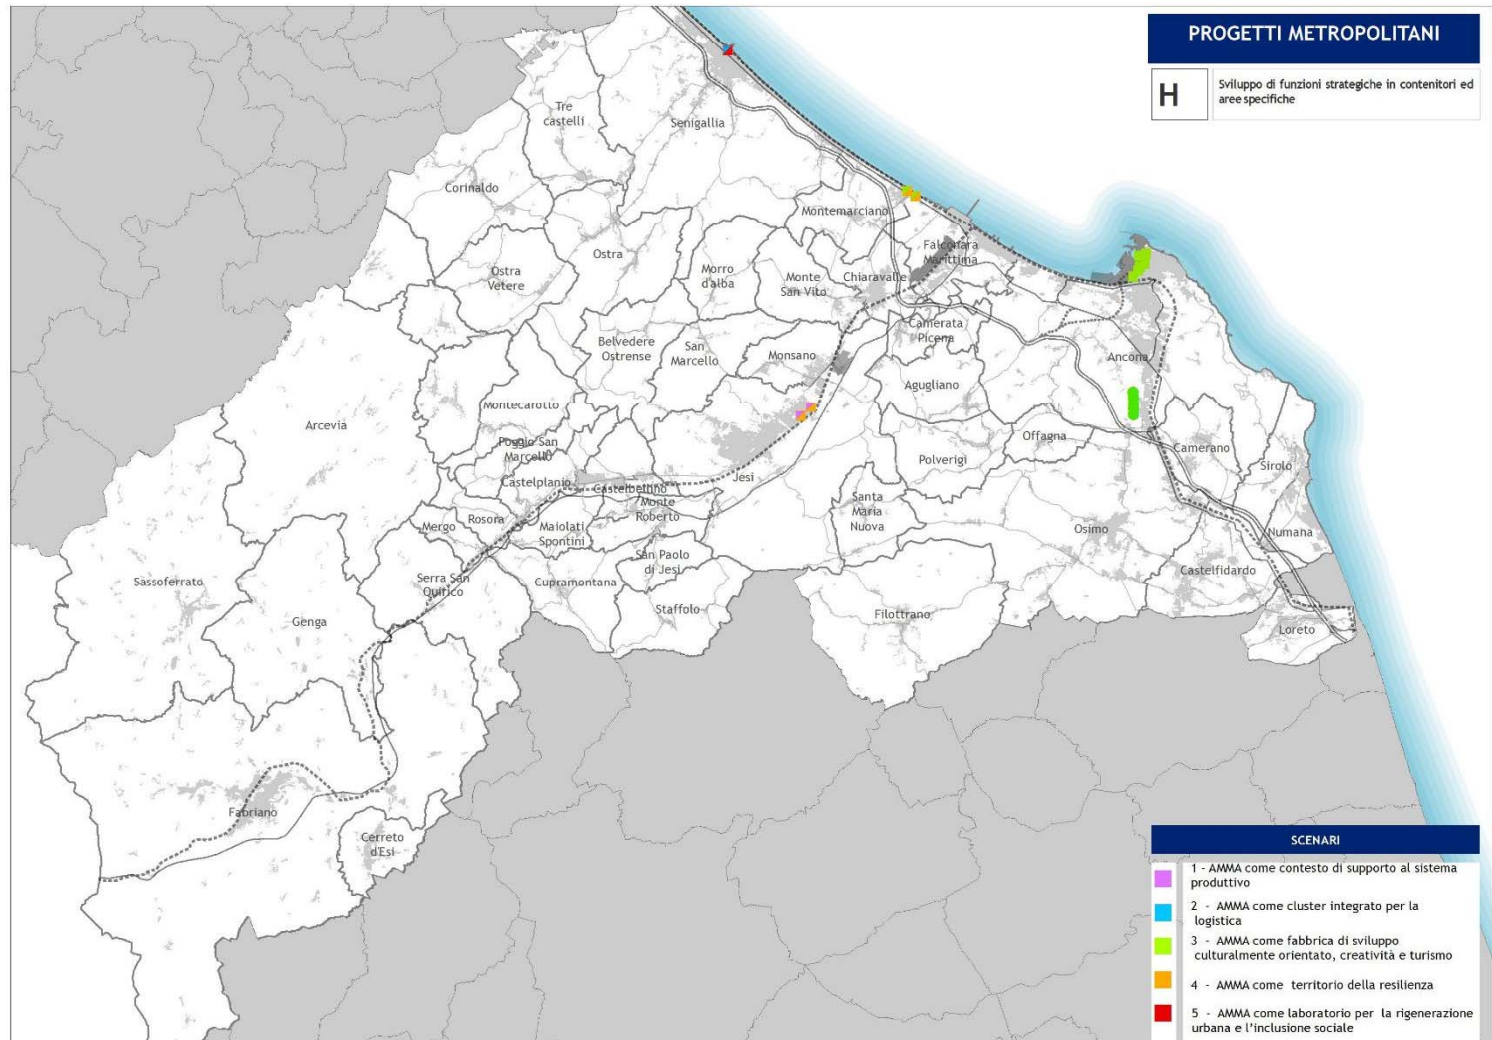 PROGETTI METROPOLITANI
H
Sviluppo di funzioni strategiche in contenitori ed
aree specifiche
Tre
castelli
Senigallia
Corinaldo
Montemarciano
Ostra
Ostra
Vetere
Falconara
Marittima
Morro
d'alba
Monte
San Vito
Chiaravalle
Camerata
Picena
Belvedere
Ostrense
San
Marcello
Monsano
Ancona
Agugliano
Montecarotto
Arcevia
Poggio San
Marcello
Offagna
Camerano
Polverigi
Sirolo
Jesi
Castelplanio
Castelbellino
Monte
Roberto
Santa
Maria
Nuova
Rosora
Mergo
Maiolati
Spontini
Osimo
Numana
San Paolo
di Jesi
Castelfidardo
Sassoferrato
Serra San
Quirico
Cupramontana
Staffolo
Filottrano
Genga
Loreto
Fabriano
Cerreto
d'Esi
SCENARI
1 - AMMA come contesto di supporto al sistema
produttivo
2 - AMMA come cluster integrato per la
logistica
3 - AMMA come fabbrica di sviluppo
culturalmente orientato, creatività e turismo
4 - AMMA come territorio della resilienza
5 - AMMA come laboratorio per la rigenerazione
urbana e l'inclusione sociale